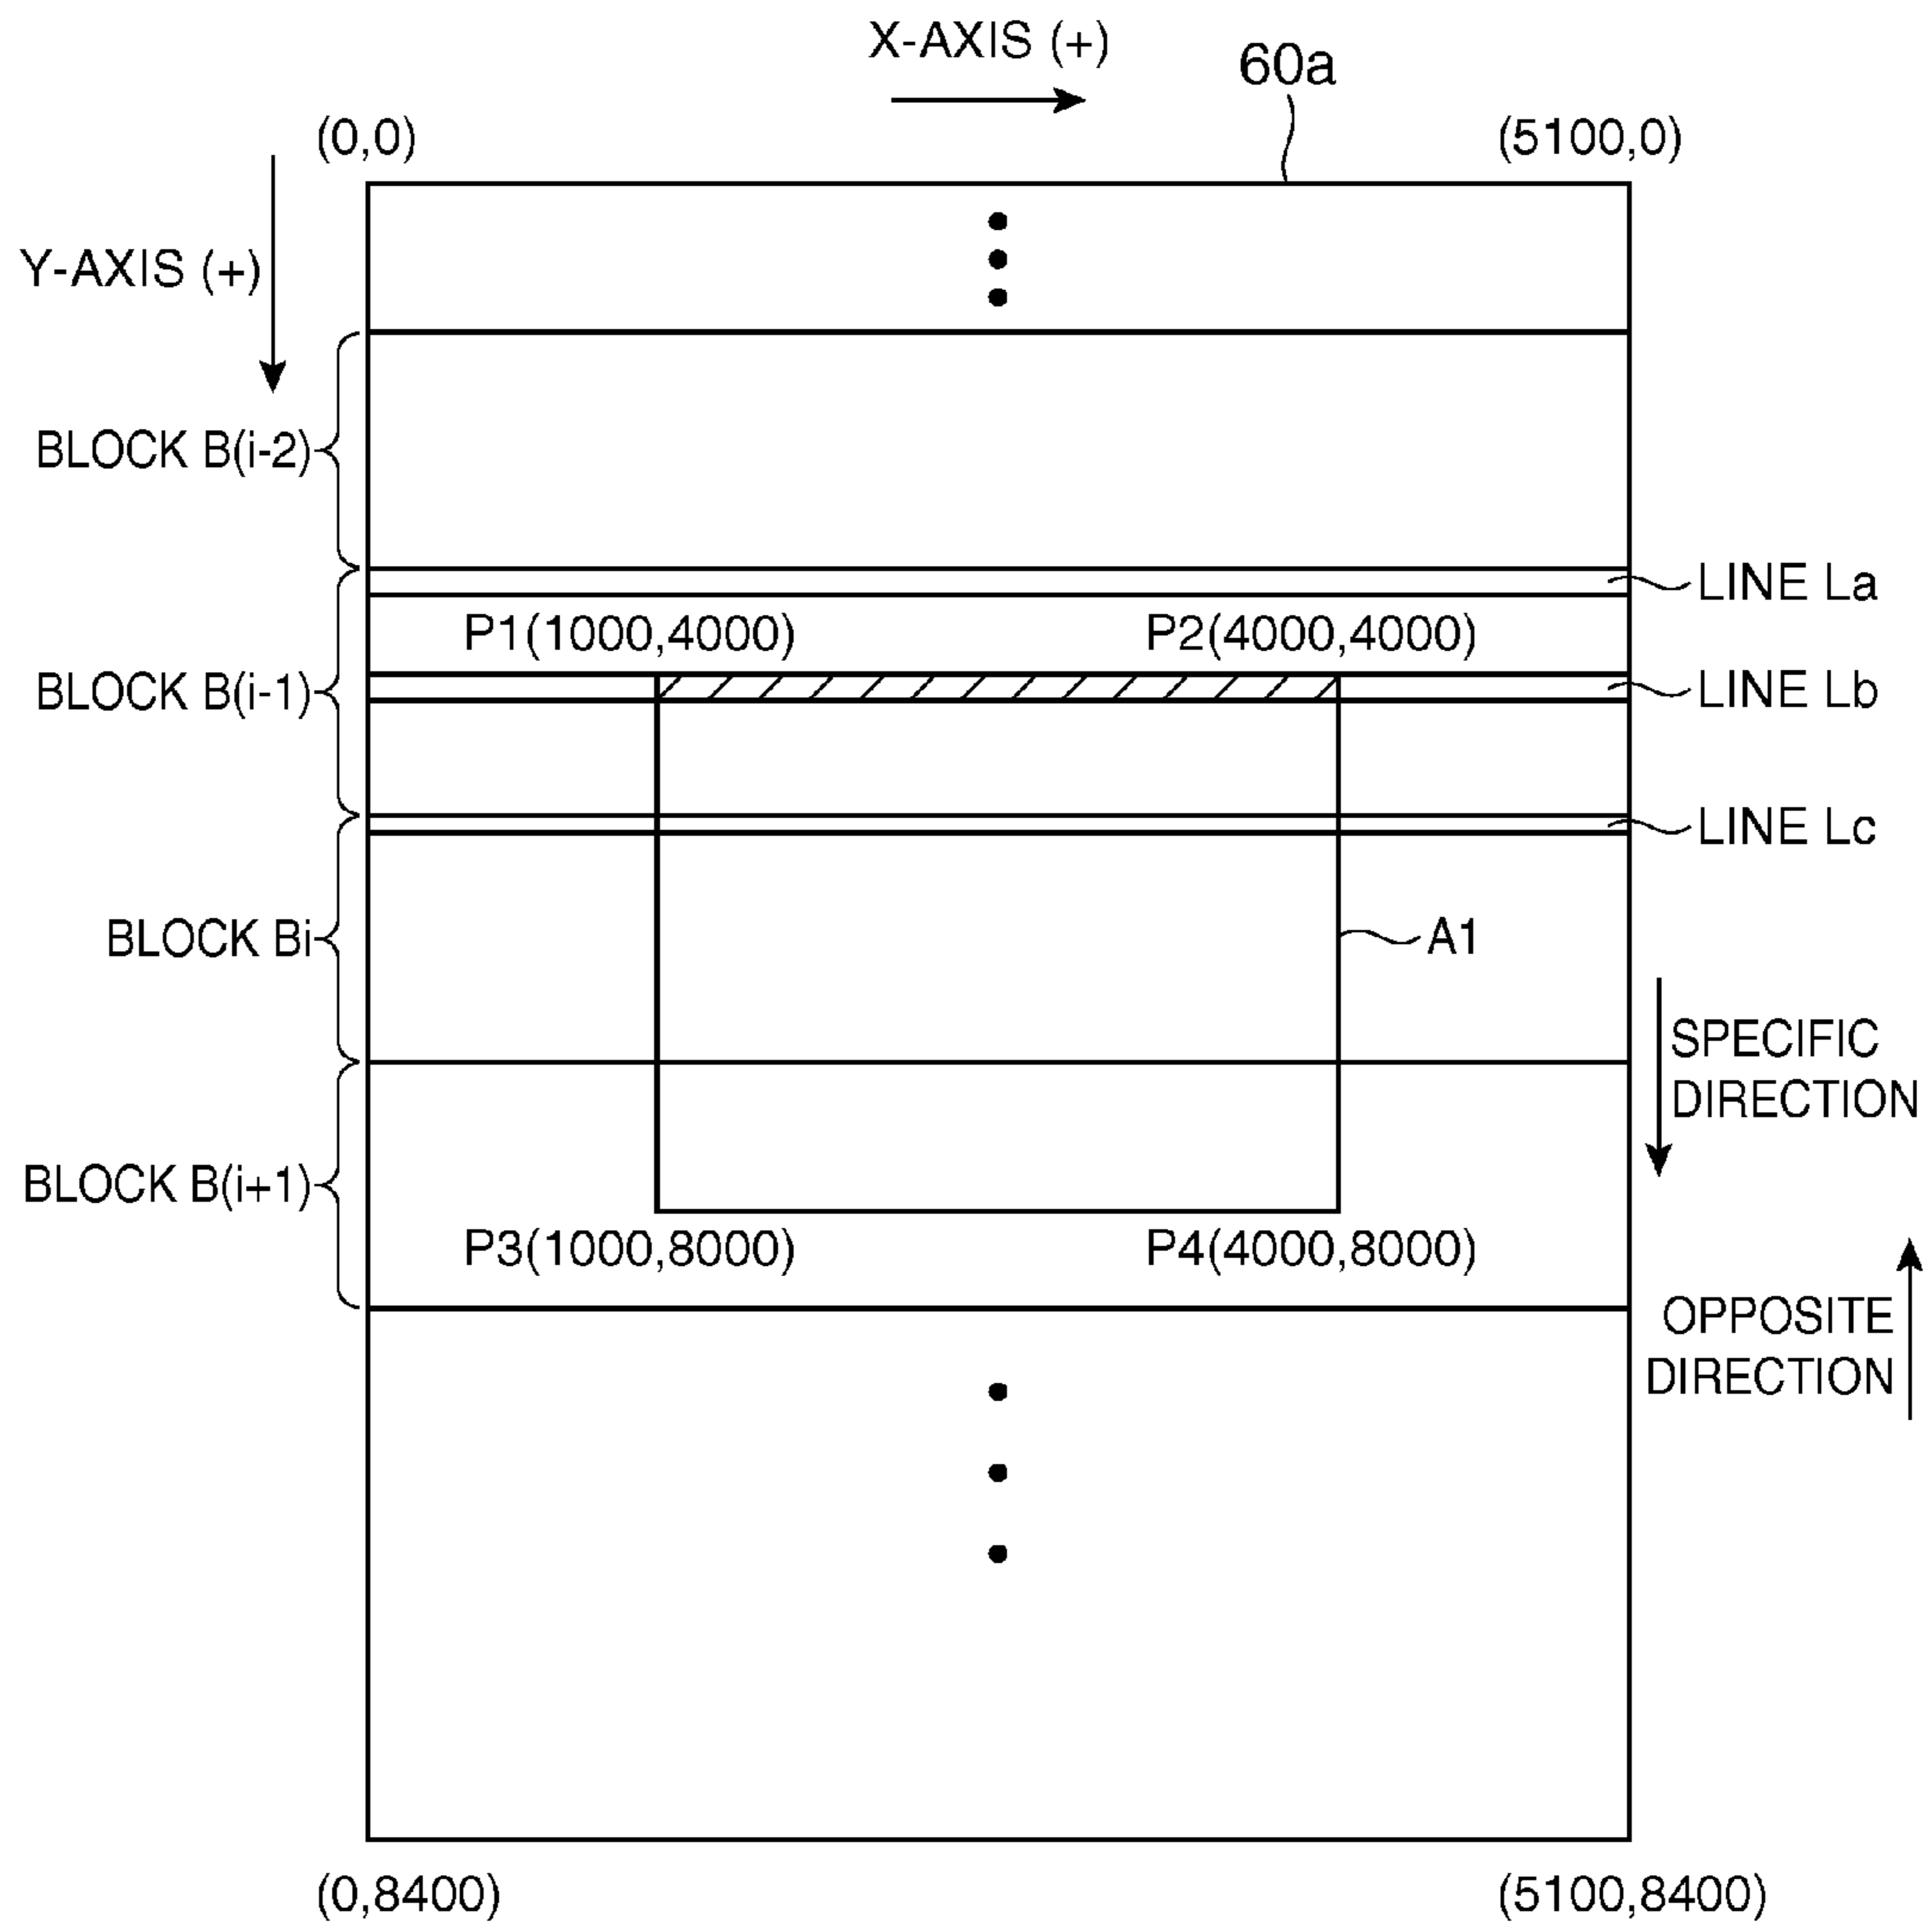 X-AXIS (+)
60a
(0,0)
(5100,0)
Y-AXIS (+)
BLOCK B(i-2)
LINE La
P1(1000,4000)
P2(4000,4000)
BLOCK B(i-1)
LINE Lb
LINE Lc
BLOCK Bi
A1
SPECIFIC
DIRECTION
BLOCK B(i+1)
P3(1000,8000)
P4(4000,8000)
OPPOSITE
DIRECTION
(0,8400)
(5100,8400)